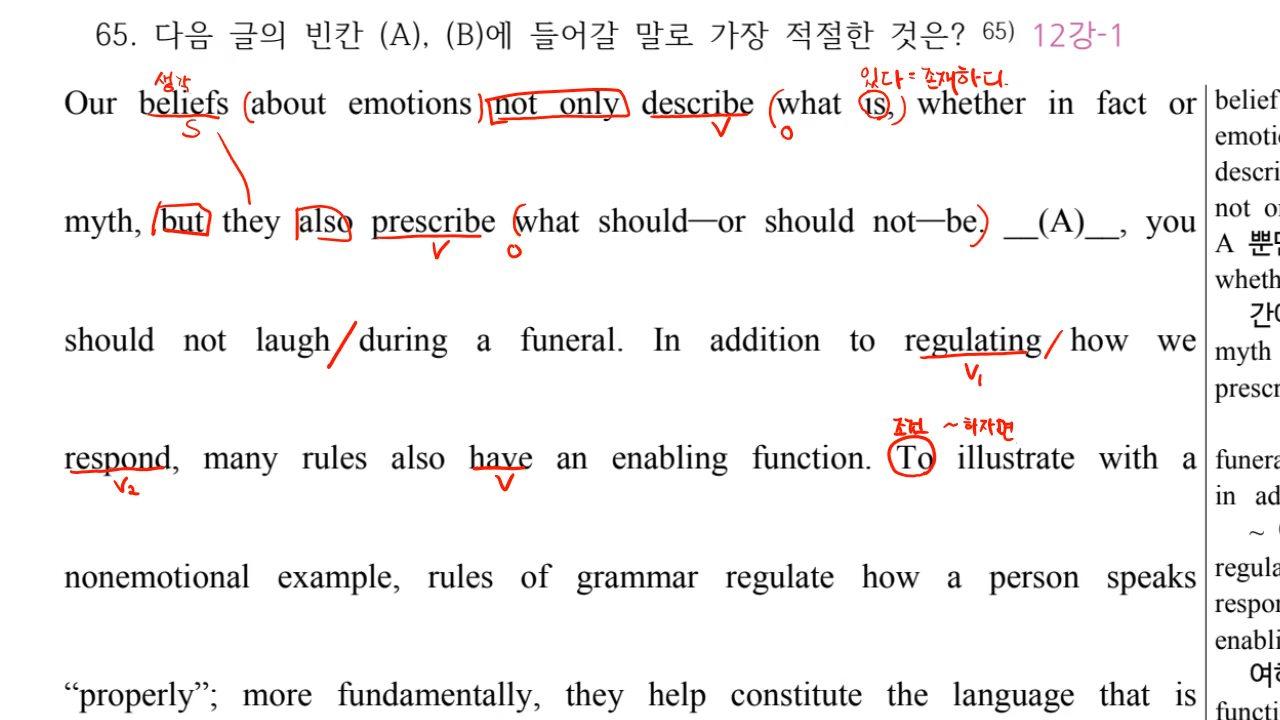 65. 다음 글의 빈칸 (A), (B)에 들어갈 말로 가장 적절한 것은? 65) 12강-1
생각
있다 = 존재하다.
Our beliefs (about emotions) not only describe (what is,) whether in fact or
S V O
myth, but they also prescribe (what should—or should not—be.) __(A)__, you
V O
should not laugh / during a funeral. In addition to regulating / how we
V1
조건 ~하자면
respond, many rules also have an enabling function. To illustrate with a
V2 V
nonemotional example, rules of grammar regulate how a person speaks
“properly”; more fundamentally, they help constitute the language that is
belief
emoti
descri
not o
A 뿐만
wheth
간에
myth
prescr
funera
in ad
~
regula
respo
enabli
여하
functi